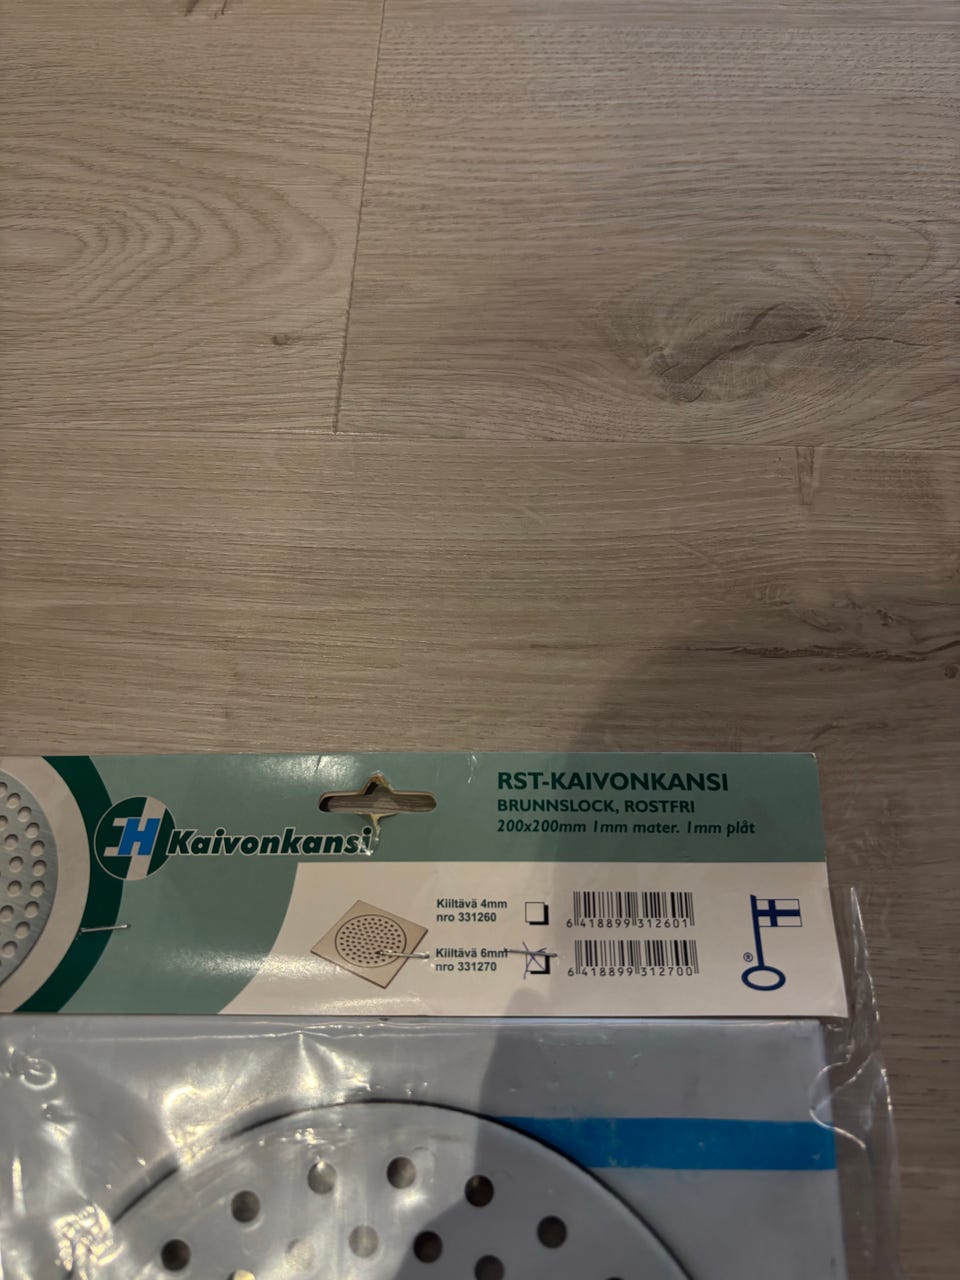 RST-KAIVONKANSI
BRUNNSLOCK, ROSTFRI
200x200mm 1mm mater. 1mm plåt
H Kaivonkansi
Kiiltävä 4mm
nro 331260
6 418899 312601
Kiiltävä 6mm
nro 331270
6 418899 312700
®